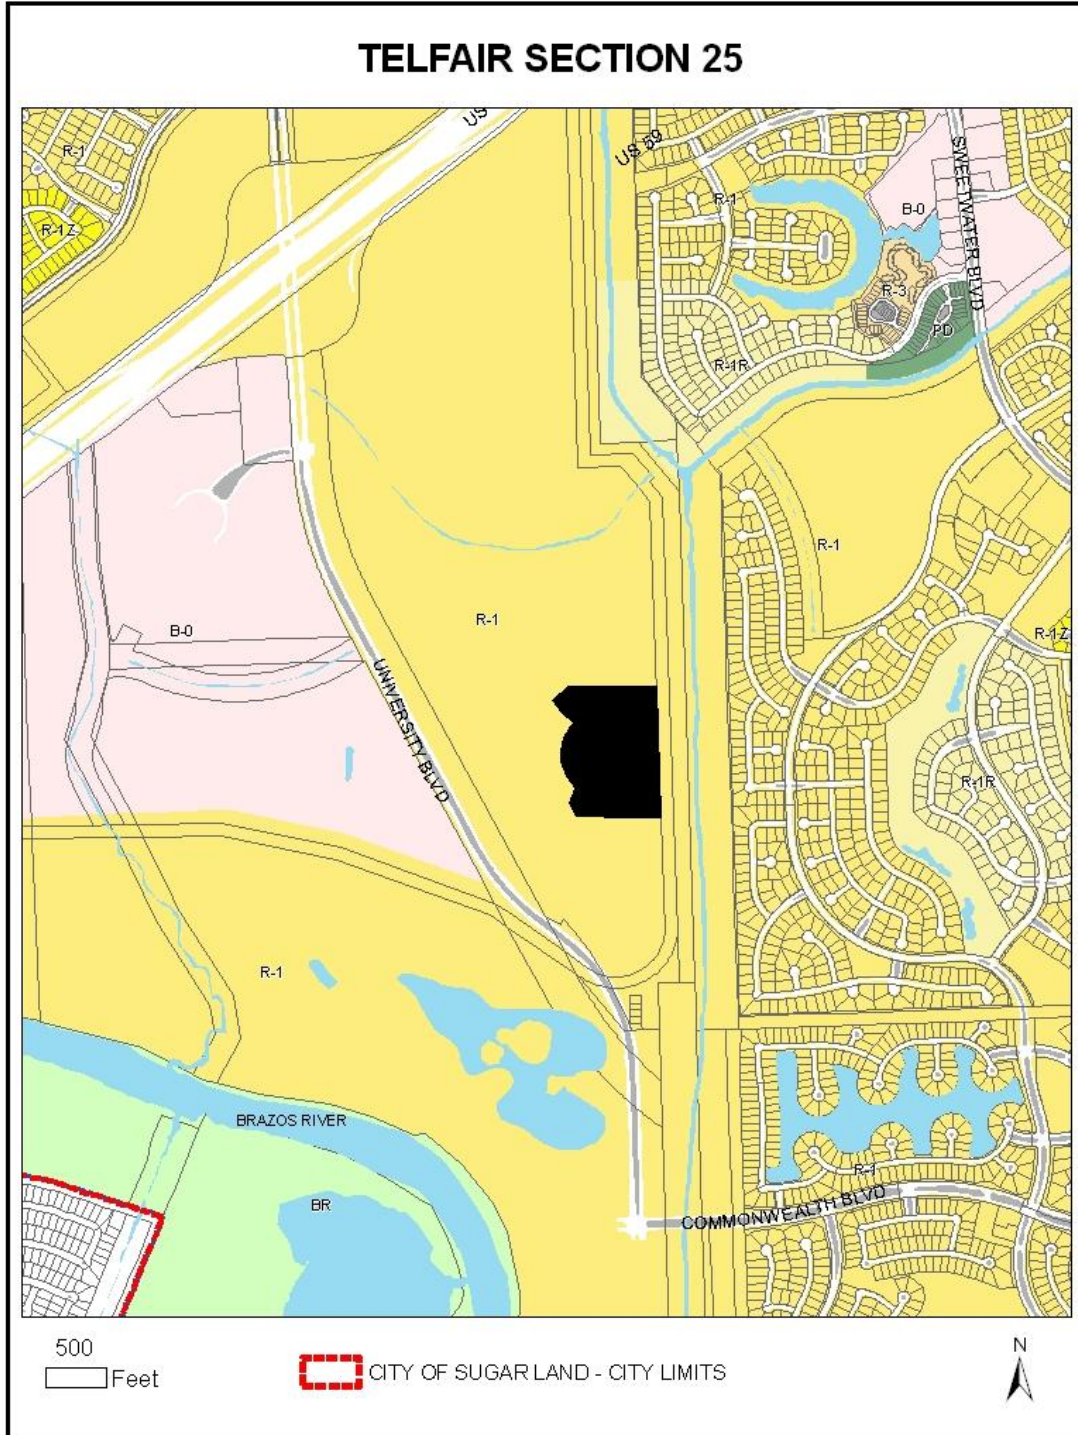 TELFAIR SECTION 25
US
US 59
R-1
SWEETWATER BLVD
R-1
B-0
R-1Z
R-3
PD
R-1R
R-1
R-1
B-0
R-1Z
UNIVERSITY BLVD
R-1R
R-1
BRAZOS RIVER
R-1
BR
COMMONWEALTH BLVD
500
Feet
CITY OF SUGAR LAND - CITY LIMITS
N